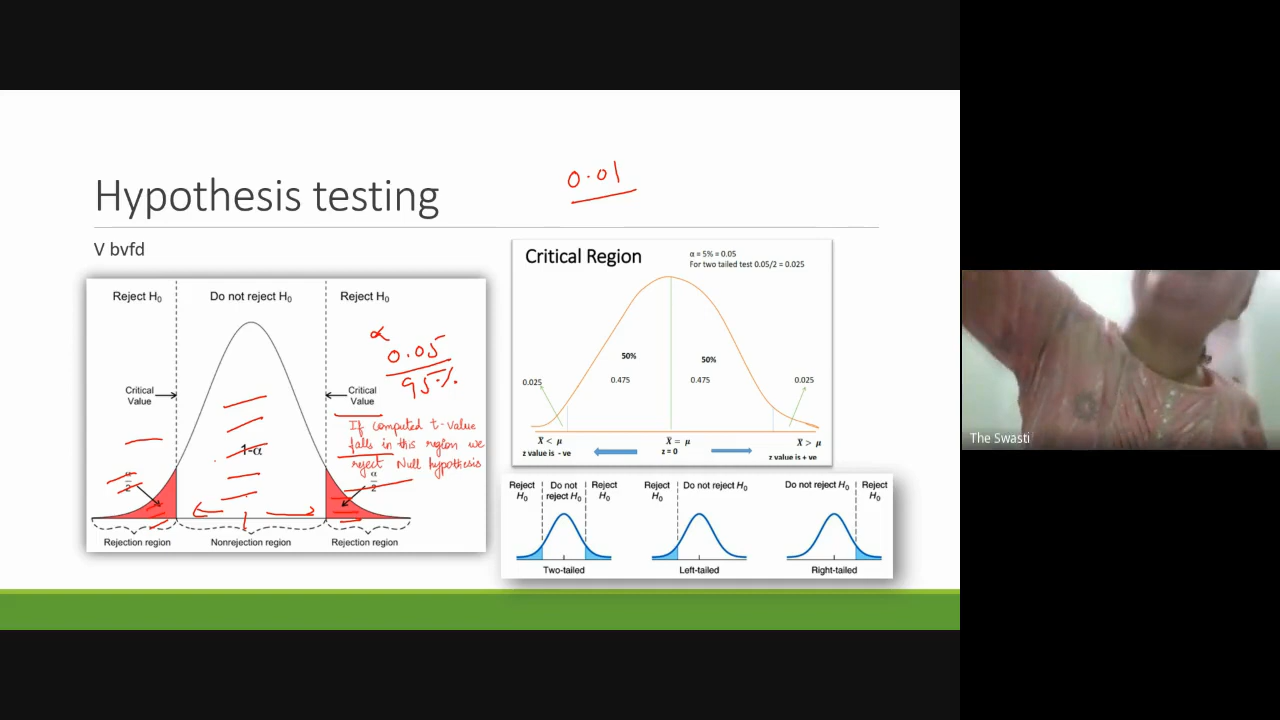 Hypothesis testing
0.01
V bvfd
Reject H₀
Do not reject H₀
Reject H₀
α
0.05
95%
Critical
Value
Critical
Value
If computed t-value
falls in this region we
reject Null hypothesis
1-α
α
2
α
2
Rejection region
Nonrejection region
Rejection region
Critical Region
α = 5% = 0.05
For two tailed test 0.05/2 = 0.025
50%
50%
0.025
0.475
0.475
0.025
X̄ < μ
z value is - ve
X̄ = μ
z = 0
X̄ > μ
z value is + ve
Reject
H₀
Do not
reject H₀
Reject
H₀
Two-tailed
Reject
H₀
Do not reject H₀
Left-tailed
Do not reject H₀
Reject
H₀
Right-tailed
The Swasti